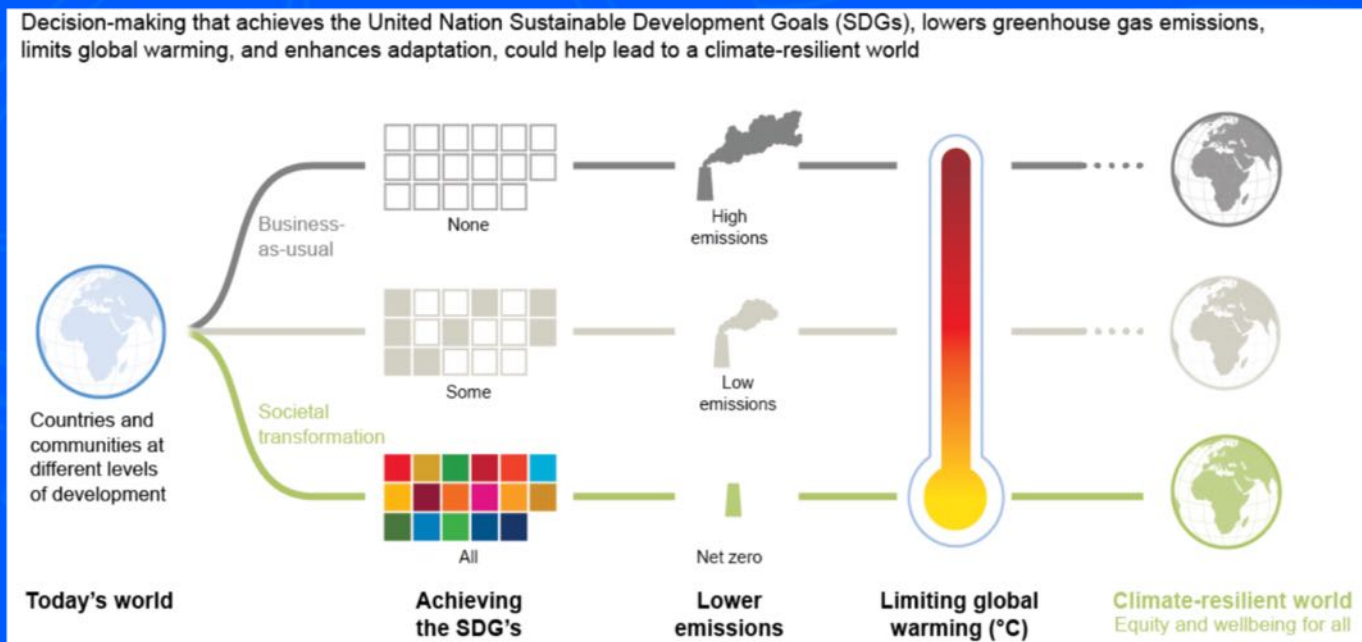 Decision-making that achieves the United Nation Sustainable Development Goals (SDGs), lowers greenhouse gas emissions,
limits global warming, and enhances adaptation, could help lead to a climate-resilient world
Business-
as-usual
None
High
emissions
Countries and
communities at
different levels
of development
Some
Low
emissions
Societal
transformation
All
Net zero
Today's world
Achieving
the SDG's
Lower
emissions
Limiting global
warming (°C)
Climate-resilient world
Equity and wellbeing for all